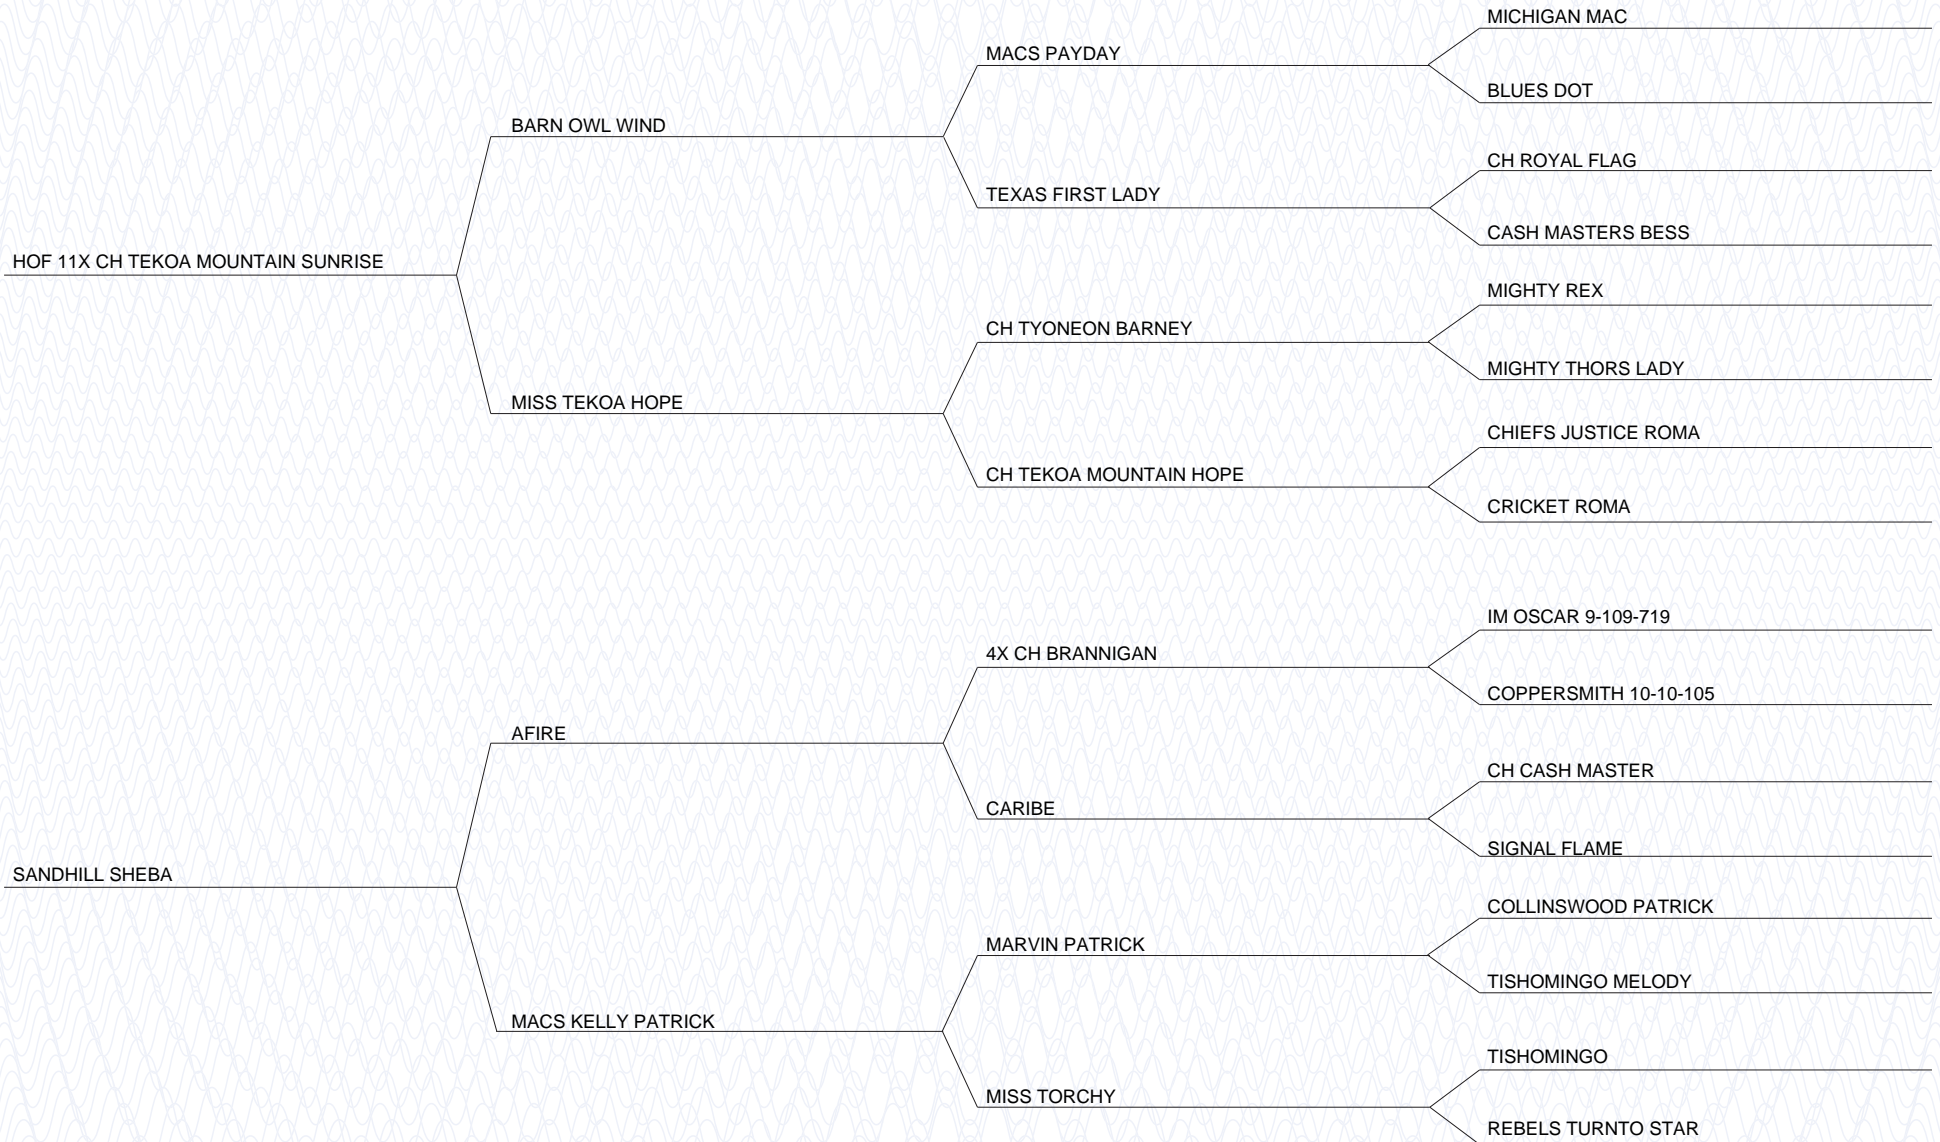 MICHIGAN MAC
MACS PAYDAY
BLUES DOT
BARN OWL WIND
CH ROYAL FLAG
TEXAS FIRST LADY
CASH MASTERS BESS
HOF 11X CH TEKOA MOUNTAIN SUNRISE
MIGHTY REX
CH TYONEON BARNEY
MIGHTY THORS LADY
MISS TEKOA HOPE
CHIEFS JUSTICE ROMA
CH TEKOA MOUNTAIN HOPE
CRICKET ROMA
IM OSCAR 9-109-719
4X CH BRANNIGAN
COPPERSMITH 10-10-105
AFIRE
CH CASH MASTER
CARIBE
SIGNAL FLAME
SANDHILL SHEBA
COLLINSWOOD PATRICK
MARVIN PATRICK
TISHOMINGO MELODY
MACS KELLY PATRICK
TISHOMINGO
MISS TORCHY
REBELS TURNTO STAR